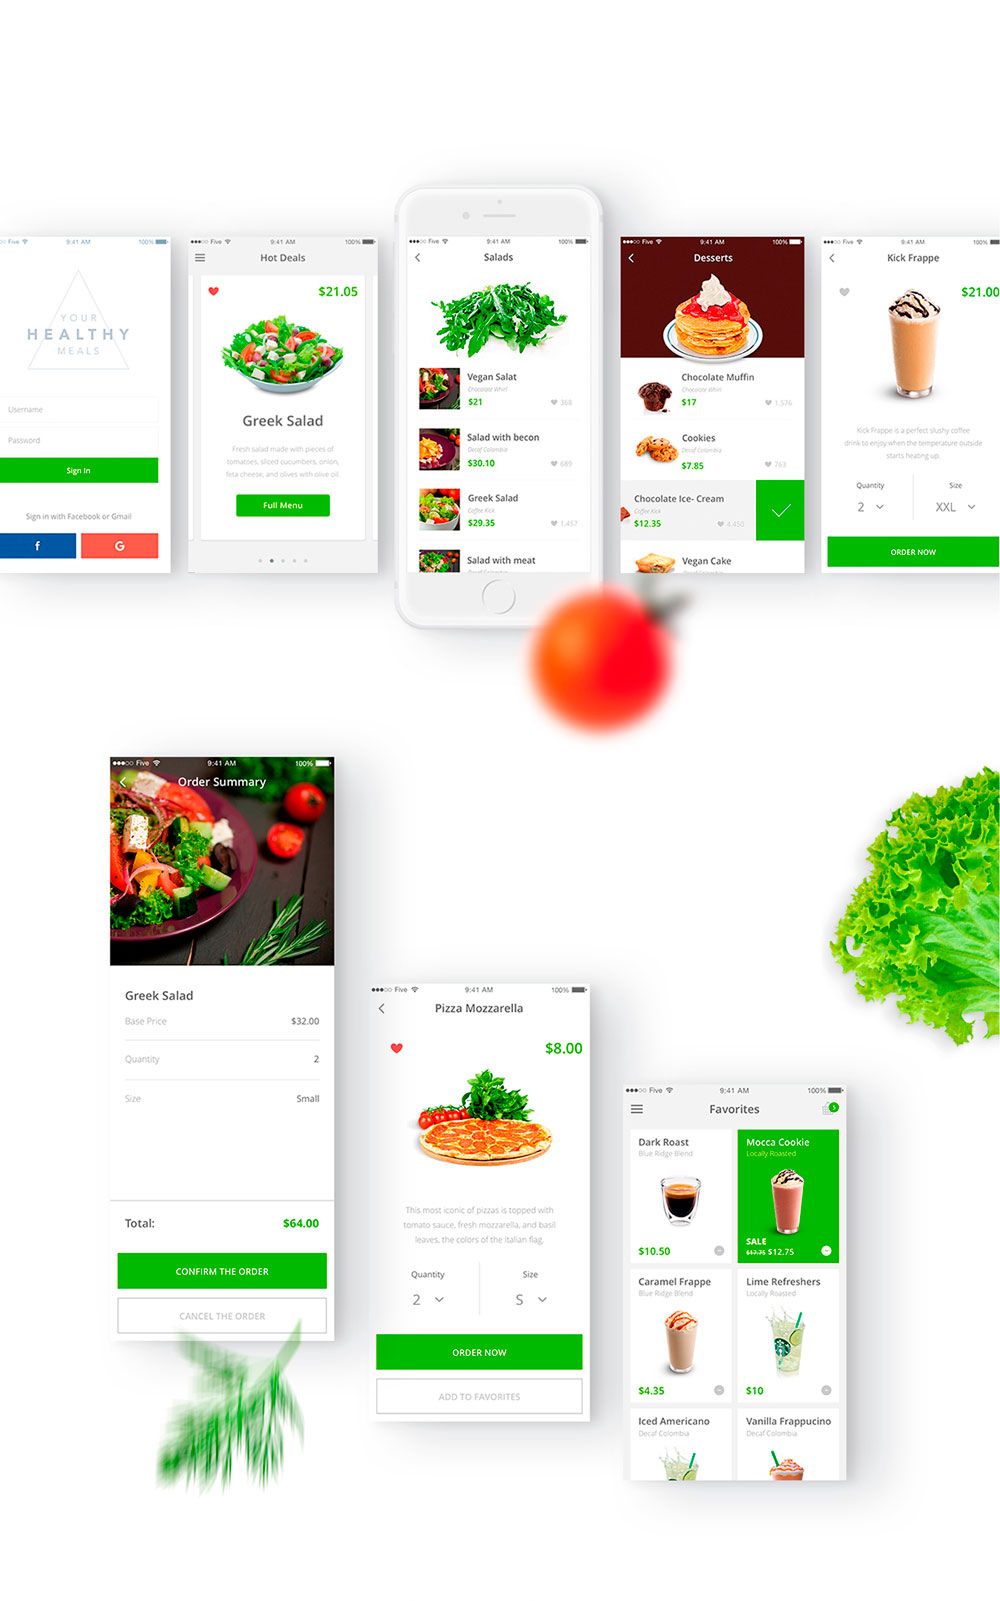 Five 9:41 AM 100%
YOUR
HEALTHY
MEALS
Username
Password
Sign In
Sign in with Facebook or Gmail
f
G
Five 9:41 AM 100%
Hot Deals
$21.05
Greek Salad
Fresh salad made with pieces of
tomatoes, sliced cucumbers, onion,
feta cheese, and olives with olive oil
Full Menu
Five 9:41 AM 100%
Salads
Vegan Salat
Chocolate Whirl
$21
368
Salad with becon
Decaf Colombia
$30.10
689
Greek Salad
Coffee Kick
$29.35
1.457
Salad with meat
Five 9:41 AM 100%
Desserts
Chocolate Muffin
Chocolate Whirl
$17
1.576
Cookies
Decaf Colombia
$7.85
763
Chocolate Ice- Cream
Coffee Kick
$12.35
4.450
Vegan Cake
Five 9:41 AM 100%
Kick Frappe
$21.00
Kick Frappe is a perfect slushy coffee
drink to enjoy when the temperature outside
starts heating up.
Quantity Size
2 XXL
ORDER NOW
Five 9:41 AM 100%
Order Summary
Greek Salad
Base Price $32.00
Quantity 2
Size Small
Total: $64.00
CONFIRM THE ORDER
CANCEL THE ORDER
Five 9:41 AM 100%
Pizza Mozzarella
$8.00
This most iconic of pizzas is topped with
tomato sauce, fresh mozzarella, and basil
leaves, the colors of the italian flag.
Quantity Size
2 S
ORDER NOW
ADD TO FAVORITES
Five 9:41 AM 100%
Favorites
5
Dark Roast
Blue Ridge Blend
$10.50
Mocca Cookie
Locally Roasted
SALE
$17.75 $12.75
Caramel Frappe
Blue Ridge Blend
$4.35
Lime Refreshers
Locally Roasted
$10
Iced Americano
Decaf Colombia
Vanilla Frappucino
Decaf Colombia